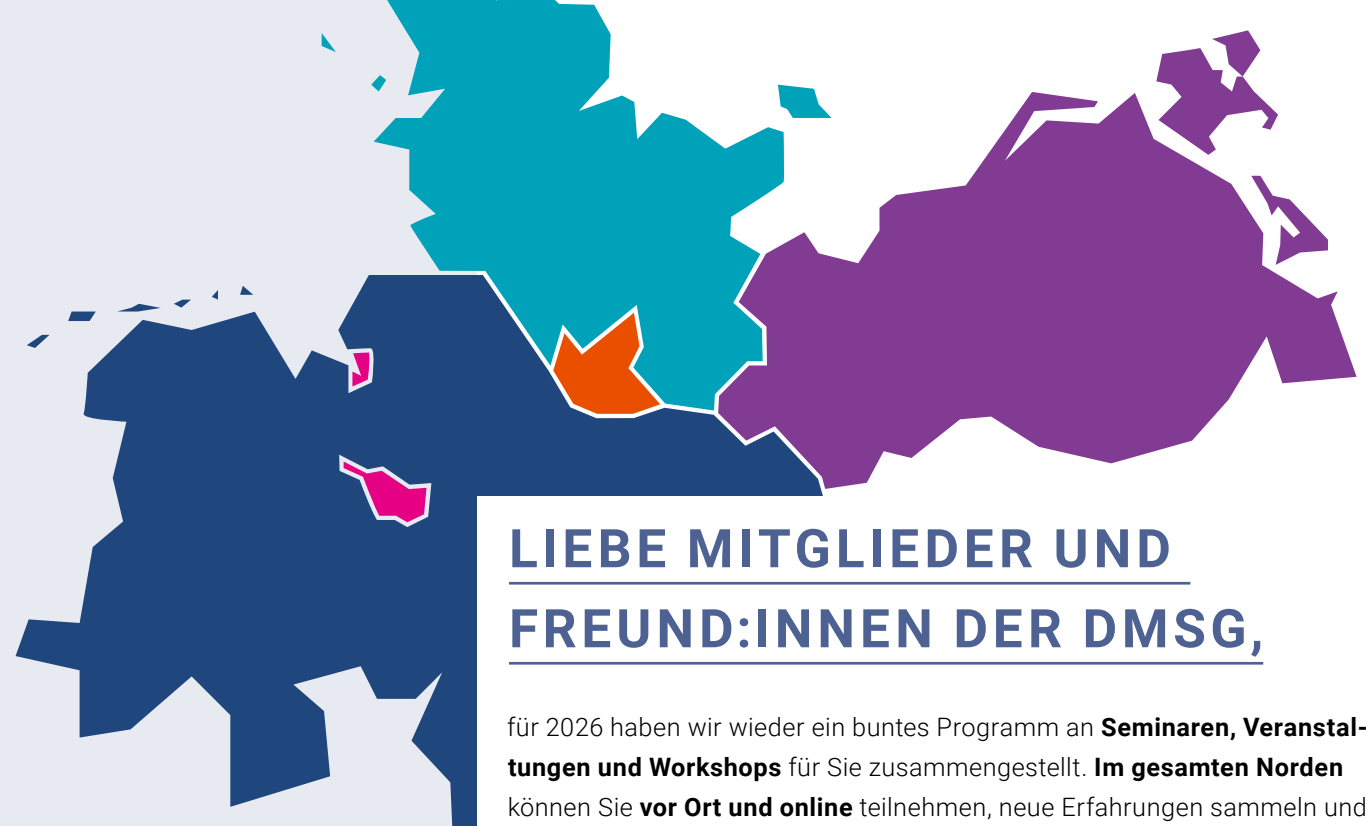 LIEBE MITGLIEDER UND
FREUND:INNEN DER DMSG,
für 2026 haben wir wieder ein buntes Programm an Seminaren, Veranstal-
tungen und Workshops für Sie zusammengestellt. Im gesamten Norden
können Sie vor Ort und online teilnehmen, neue Erfahrungen sammeln und